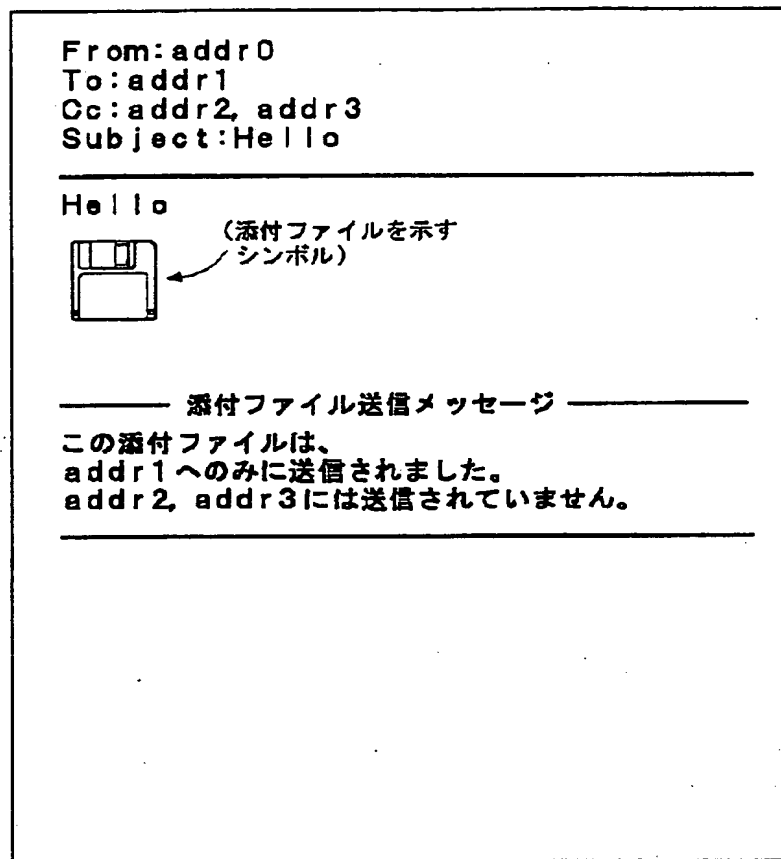 From:addr0
To:addr1
Cc:addr2, addr3
Subject:Hello
Hello
(添付ファイルを示す
シンボル)
添付ファイル送信メッセージ
この添付ファイルは、
addr1へのみに送信されました。
addr2, addr3には送信されていません。